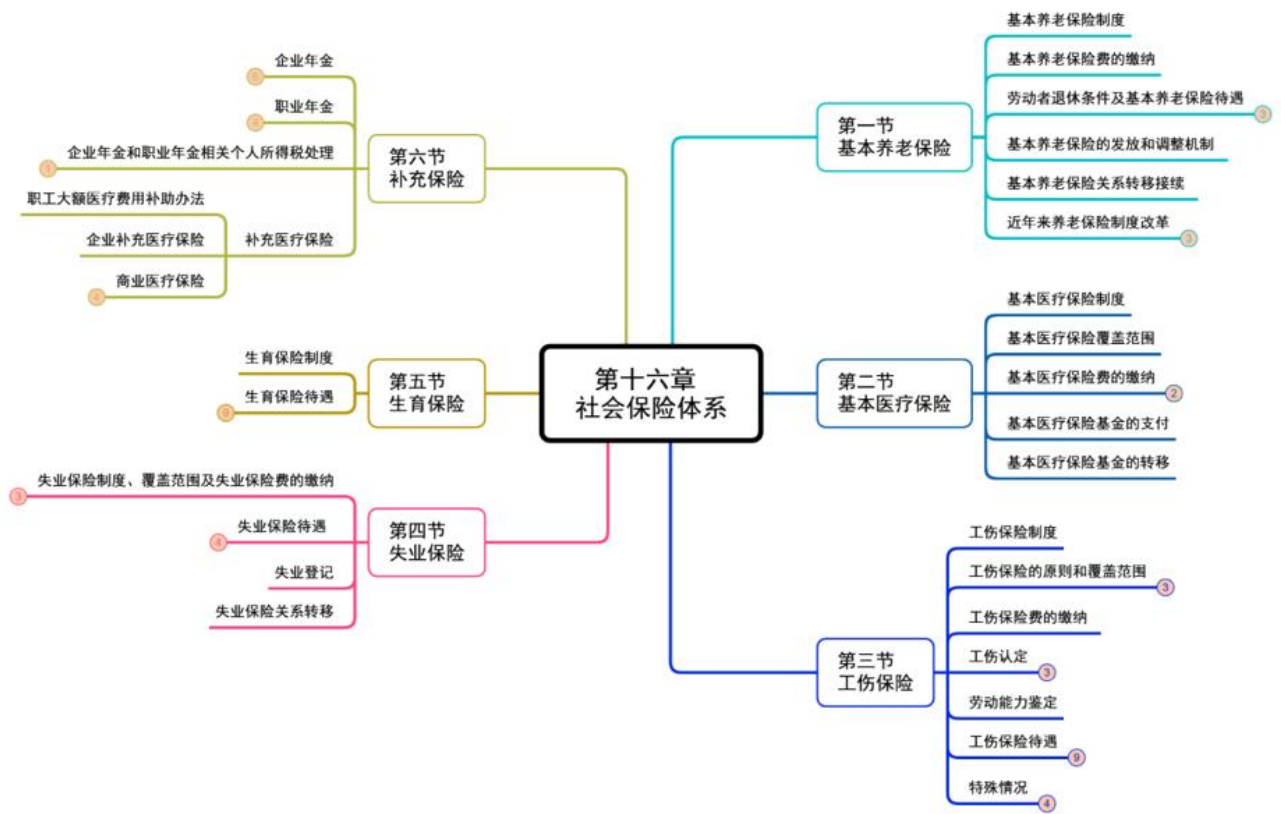 第十六章
社会保险体系
第一节
基本养老保险
基本养老保险制度
基本养老保险费的缴纳
劳动者退休条件及基本养老保险待遇
3
基本养老保险的发放和调整机制
基本养老保险关系转移接续
近年来养老保险制度改革
3
第二节
基本医疗保险
基本医疗保险制度
基本医疗保险覆盖范围
基本医疗保险费的缴纳
2
基本医疗保险基金的支付
基本医疗保险基金的转移
第三节
工伤保险
工伤保险制度
工伤保险的原则和覆盖范围
3
工伤保险费的缴纳
工伤认定
3
劳动能力鉴定
工伤保险待遇
9
特殊情况
4
第四节
失业保险
失业保险制度、覆盖范围及失业保险费的缴纳
3
失业保险待遇
4
失业登记
失业保险关系转移
第五节
生育保险
生育保险制度
生育保险待遇
第六节
补充保险
企业年金
职业年金
企业年金和职业年金相关个人所得税处理
1
补充医疗保险
职工大额医疗费用补助办法
企业补充医疗保险
商业医疗保险